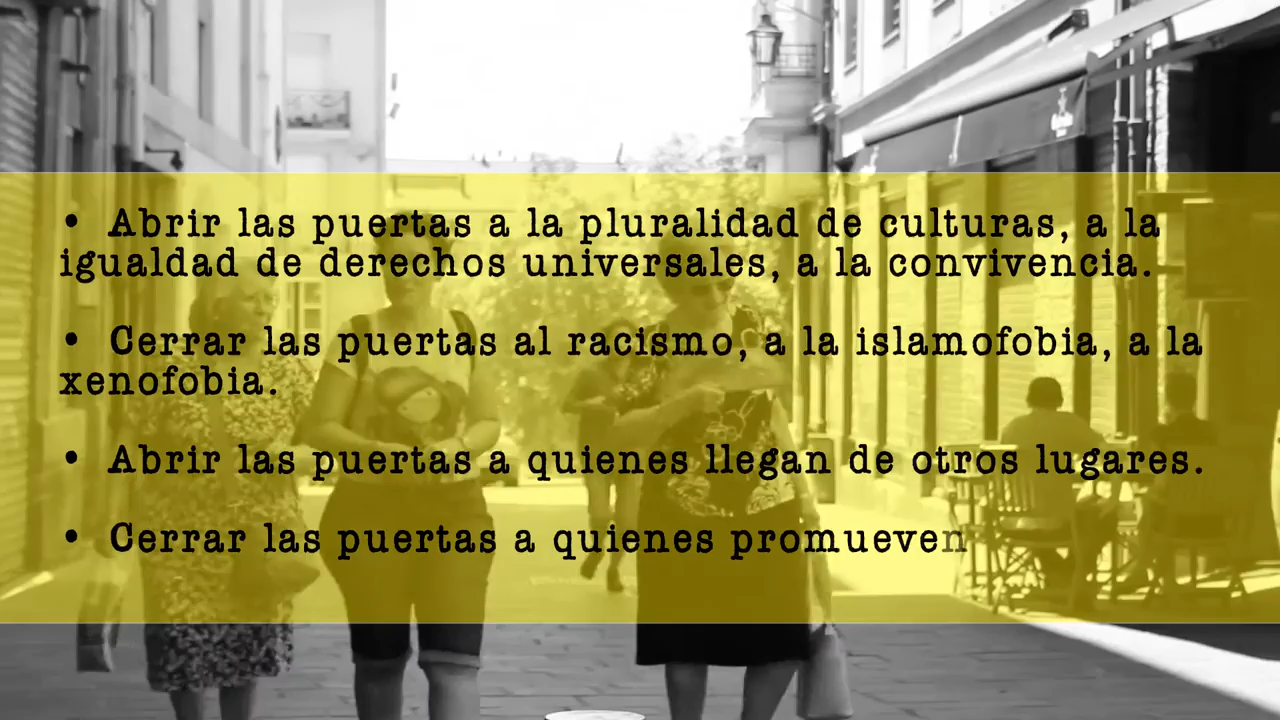 • Abrir las puertas a la pluralidad de culturas, a la
igualdad de derechos universales, a la convivencia.
• Cerrar las puertas al racismo, a la islamofobia, a la
xenofobia.
• Abrir las puertas a quienes llegan de otros lugares.
• Cerrar las puertas a quienes promueven